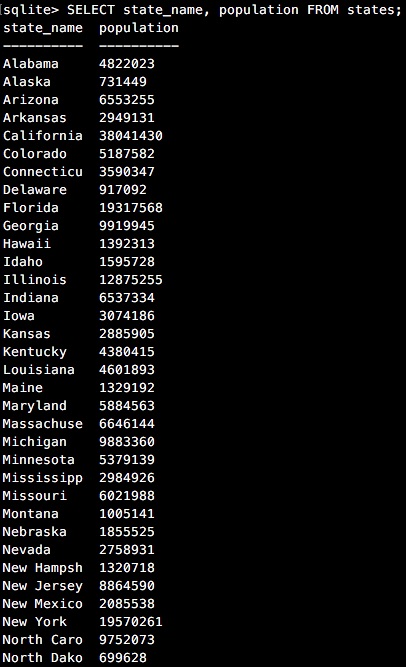 [sqlite> SELECT state_name, population FROM states;
state_name  population
----------  ----------
Alabama     4822023
Alaska      731449
Arizona     6553255
Arkansas    2949131
California  38041430
Colorado    5187582
Connecticu  3590347
Delaware    917092
Florida     19317568
Georgia     9919945
Hawaii      1392313
Idaho       1595728
Illinois    12875255
Indiana     6537334
Iowa        3074186
Kansas      2885905
Kentucky    4380415
Louisiana   4601893
Maine       1329192
Maryland    5884563
Massachuse  6646144
Michigan    9883360
Minnesota   5379139
Mississipp  2984926
Missouri    6021988
Montana     1005141
Nebraska    1855525
Nevada      2758931
New Hampsh  1320718
New Jersey  8864590
New Mexico  2085538
New York    19570261
North Caro  9752073
North Dako  699628